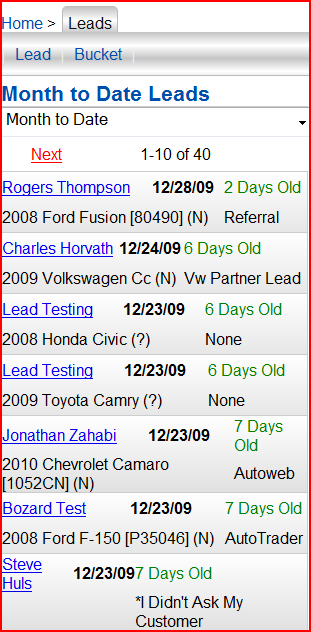 Home > Leads
Lead Bucket
Month to Date Leads
Month to Date
Next 1-10 of 40
Rogers Thompson 12/28/09 2 Days Old
2008 Ford Fusion [80490] (N) Referral
Charles Horvath 12/24/09 6 Days Old
2009 Volkswagen Cc (N) Vw Partner Lead
Lead Testing 12/23/09 6 Days Old
2008 Honda Civic (?) None
Lead Testing 12/23/09 6 Days Old
2009 Toyota Camry (?) None
Jonathan Zahabi 12/23/09 7 Days
Old
2010 Chevrolet Camaro
[1052CN] (N) Autoweb
Bozard Test 12/23/09 7 Days Old
2008 Ford F-150 [P35046] (N) AutoTrader
Steve
Huls 12/23/09 7 Days Old
*I Didn't Ask My
Customer